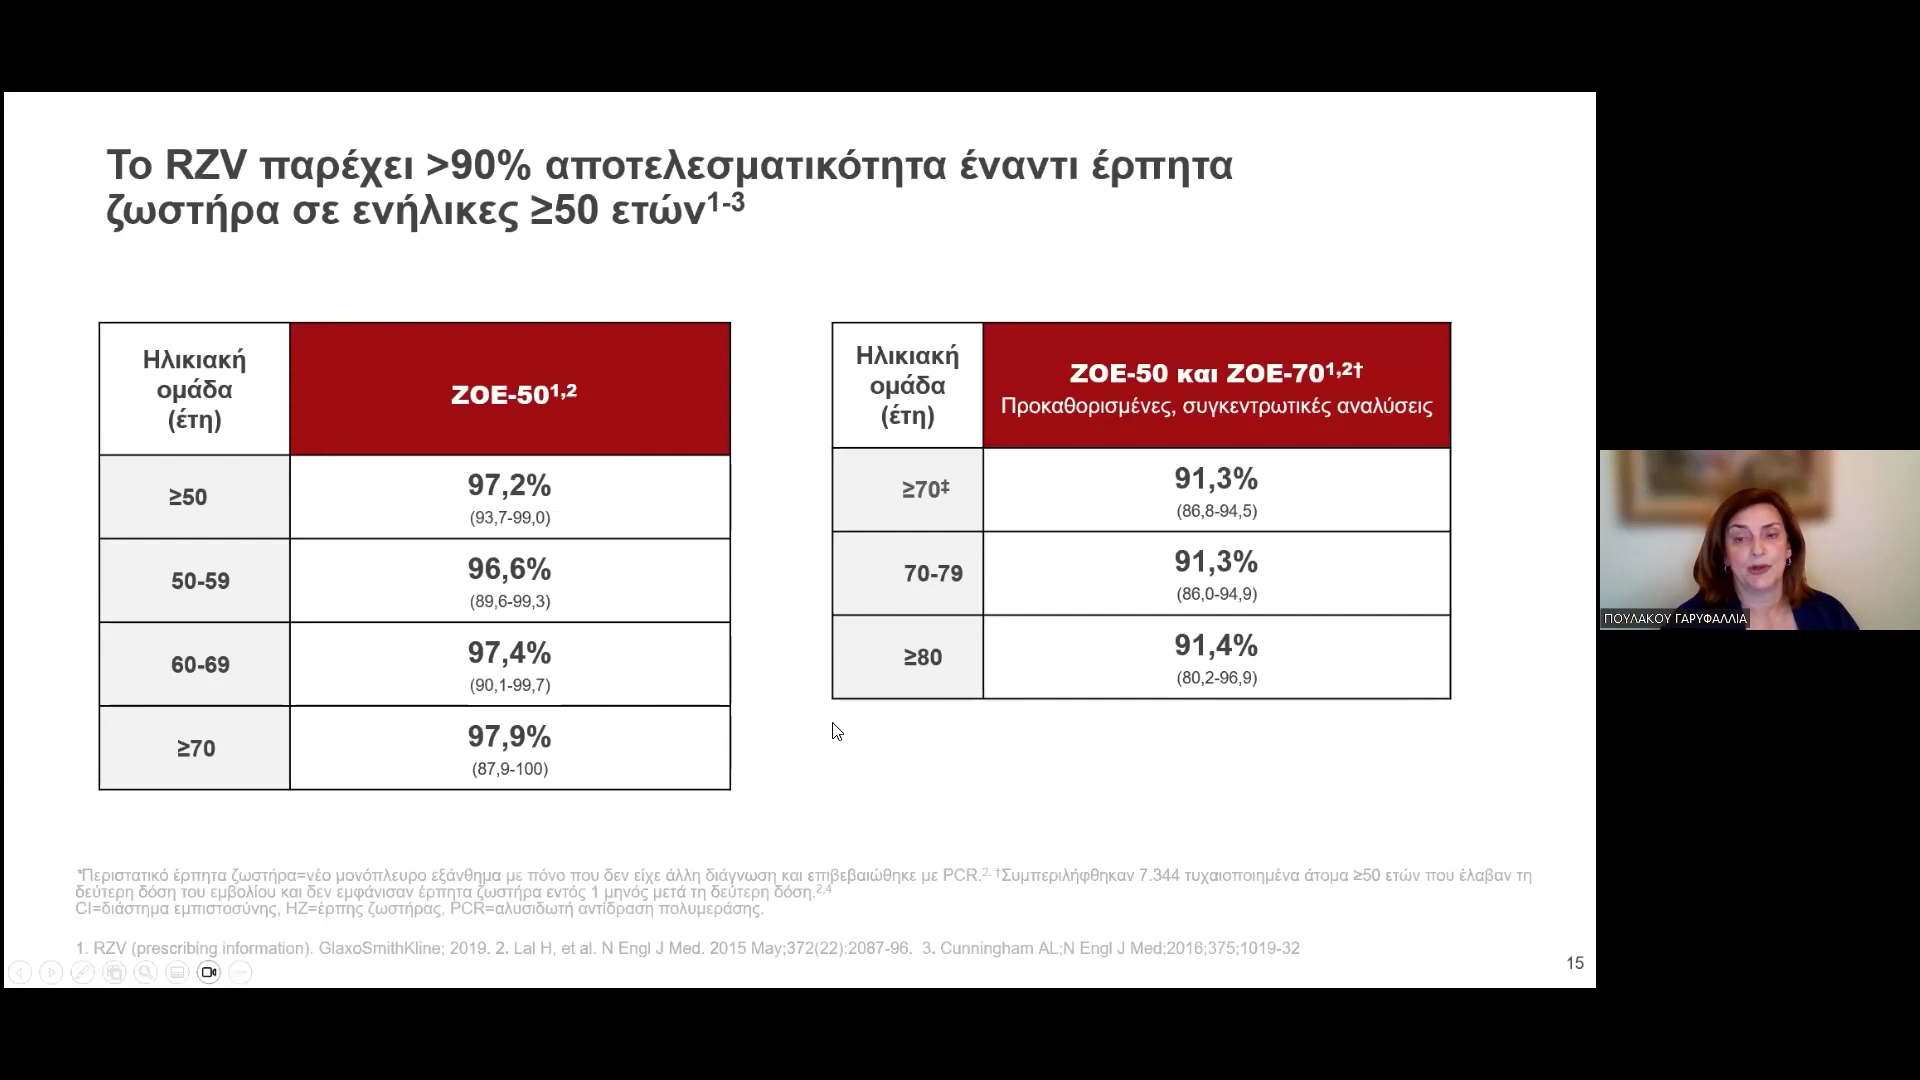 Το RZV παρέχει >90% αποτελεσματικότητα έναντι έρπητα
ζωστήρα σε ενήλικες ≥50 ετών1-3
Ηλικιακή
ομάδα
(έτη)
ZOE-501,2
≥50
97,2%
(93,7-99,0)
50-59
96,6%
(89,6-99,3)
60-69
97,4%
(90,1-99,7)
≥70
97,9%
(87,9-100)
Ηλικιακή
ομάδα
(έτη)
ZOE-50 και ZOE-701,2†
Προκαθορισμένες, συγκεντρωτικές αναλύσεις
≥70‡
91,3%
(86,8-94,5)
70-79
91,3%
(86,0-94,9)
≥80
91,4%
(80,2-96,9)
ΠΟΥΛΑΚΟΥ ΓΑΡΥΦΑΛΛΙΑ
*Περιστατικό έρπητα ζωστήρα=νέο μονόπλευρο εξάνθημα με πόνο που δεν είχε άλλη διάγνωση και επιβεβαιώθηκε με PCR.2. †Συμπεριλήφθηκαν 7.344 τυχαιοποιημένα άτομα ≥50 ετών που έλαβαν τη
δεύτερη δόση του εμβολίου και δεν εμφάνισαν έρπητα ζωστήρα εντός 1 μηνός μετά τη δεύτερη δόση.2,4
CI=διάστημα εμπιστοσύνης, HZ=έρπης ζωστήρας, PCR=αλυσιδωτή αντίδραση πολυμεράσης.
1. RZV (prescribing information). GlaxoSmithKline; 2019. 2. Lal H, et al. N Engl J Med. 2015 May;372(22):2087-96. 3. Cunningham AL;N Engl J Med;2016;375;1019-32
15